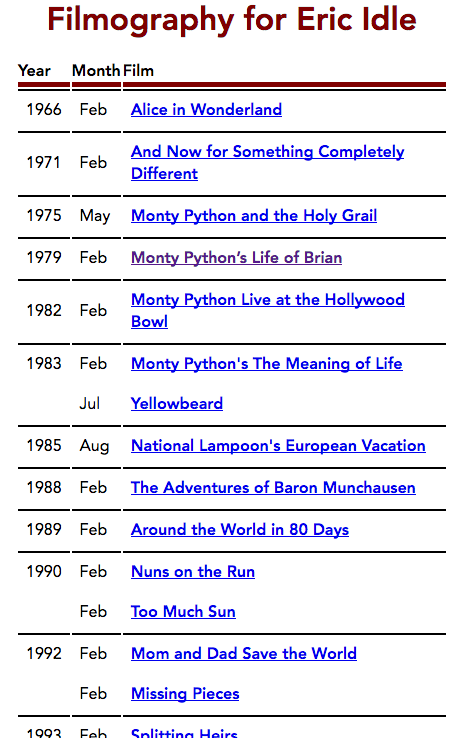 Filmography for Eric Idle
Year Month Film
1966 Feb Alice in Wonderland
1971 Feb And Now for Something Completely
Different
1975 May Monty Python and the Holy Grail
1979 Feb Monty Python’s Life of Brian
1982 Feb Monty Python Live at the Hollywood
Bowl
1983 Feb Monty Python's The Meaning of Life
Jul Yellowbeard
1985 Aug National Lampoon's European Vacation
1988 Feb The Adventures of Baron Munchausen
1989 Feb Around the World in 80 Days
1990 Feb Nuns on the Run
Feb Too Much Sun
1992 Feb Mom and Dad Save the World
Feb Missing Pieces
1993 Feb Splitting Heirs